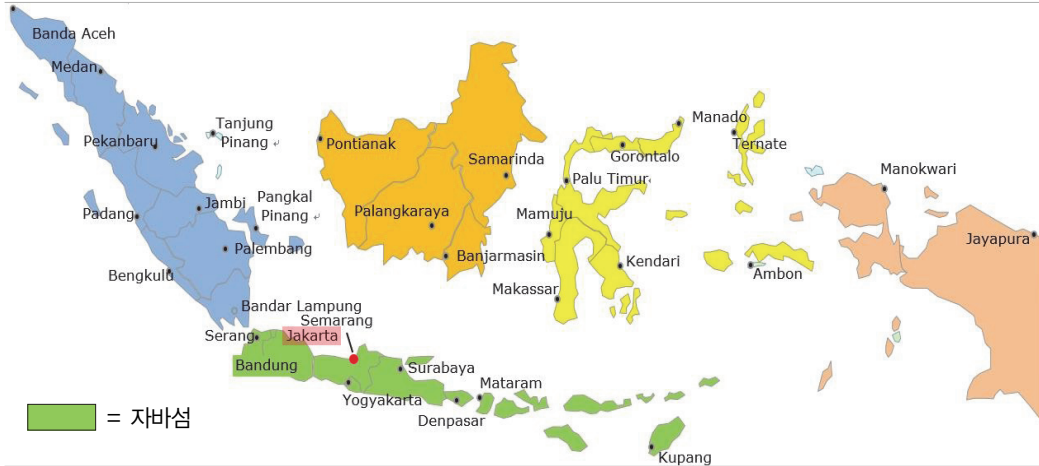 Banda Aceh
Medan
Pekanbaru
Tanjung
Pinang
Padang
Jambi
Pangkal
Pinang
Palembang
Bengkulu
Bandar Lampung
Pontianak
Samarinda
Palangkaraya
Banjarmasin
Manado
Gorontalo
Ternate
Palu Timur
Mamuju
Kendari
Makassar
Ambon
Manokwari
Jayapura
Semarang
Serang
Jakarta
Bandung
Surabaya
Yogyakarta
Mataram
Denpasar
Kupang
= 자바섬